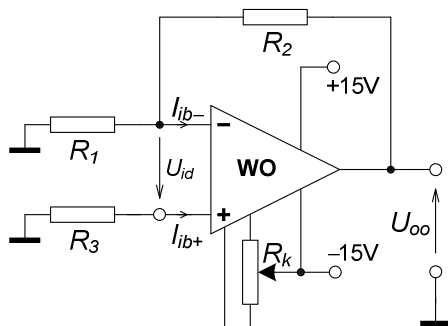 R2
+15V
Iib–
–
R1
Uid
WO
R3
+
Iib+
Rk
–15V
Uoo